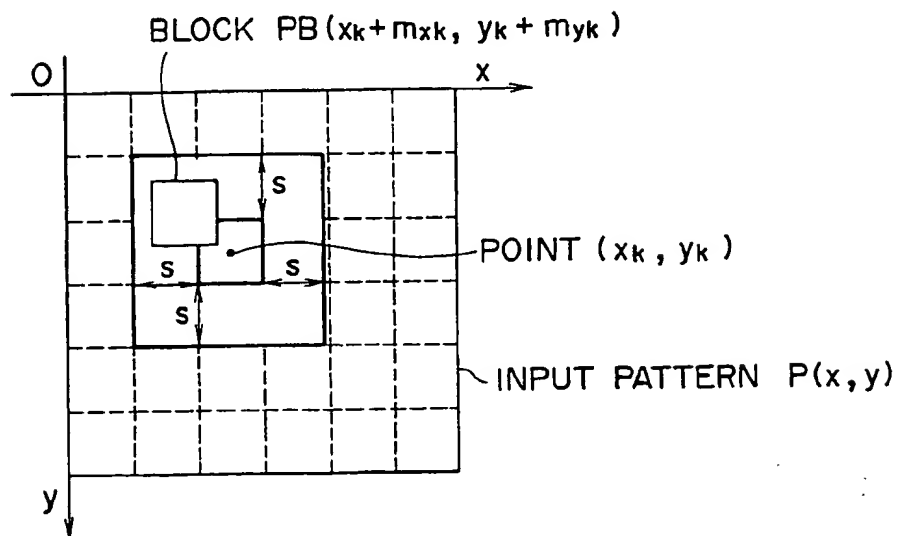 BLOCK PB(xk+mxk, yk+myk)
O
x
s
POINT (xk, yk)
s
s
s
INPUT PATTERN P(x,y)
y